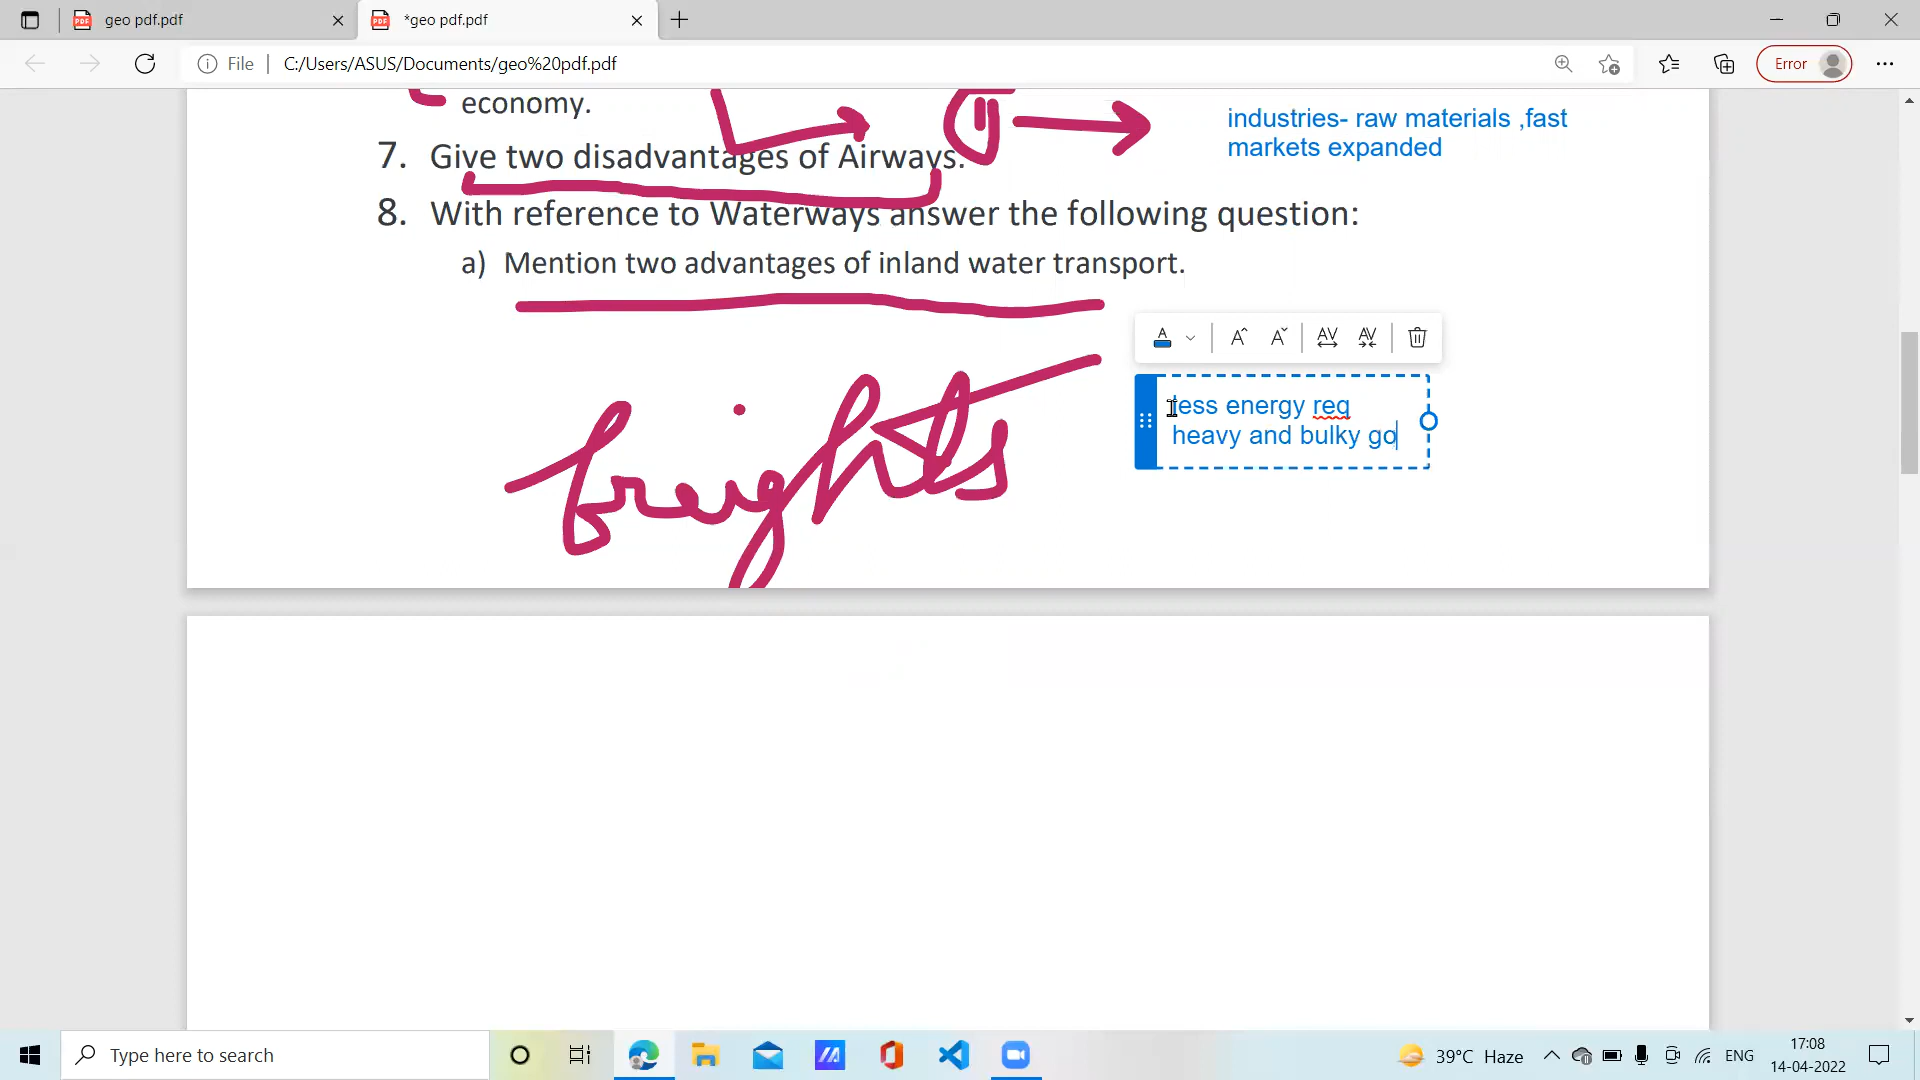 geo pdf.pdf
*geo pdf.pdf
File
C:/Users/ASUS/Documents/geo%20pdf.pdf
Error
economy.
industries- raw materials ,fast
markets expanded
7. Give two disadvantages of Airways.
8. With reference to Waterways answer the following question:
a) Mention two advantages of inland water transport.
less energy req
heavy and bulky go
freights
Type here to search
39°C Haze
ENG
17:08
14-04-2022